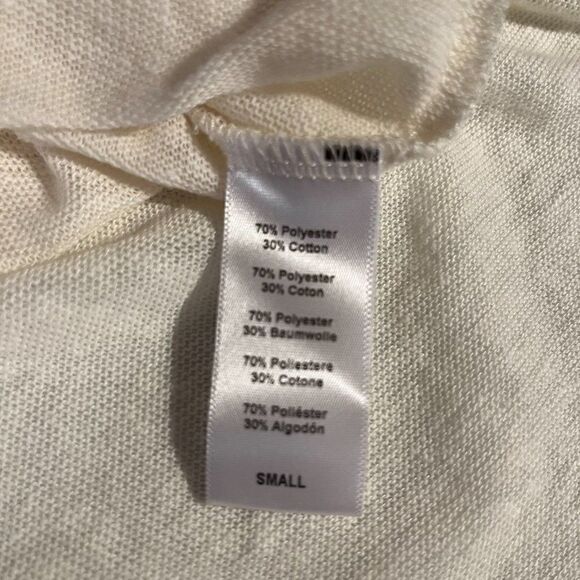 70% Polyester
30% Cotton
70% Polyester
30% Coton
70% Polyester
30% Baumwolle
70% Poliestere
30% Cotone
70% Poliéster
30% Algodón
SMALL